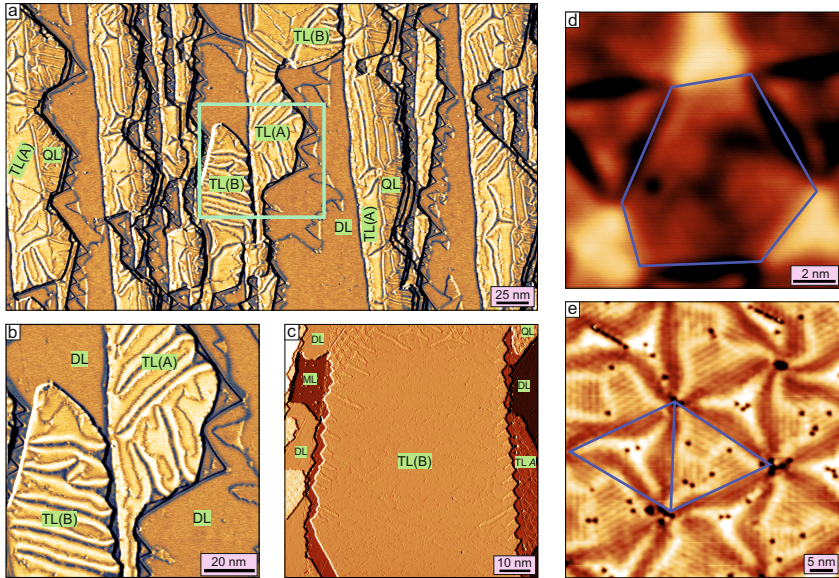 a
TL(B)
TL(A)
QL
TL(A)
TL(B)
DL
TL(A)
QL
25 nm
b
DL
TL(A)
TL(B)
DL
20 nm
c
DL
QL
ML
DL
DL
TL(B)
TL A
10 nm
d
2 nm
e
5 nm